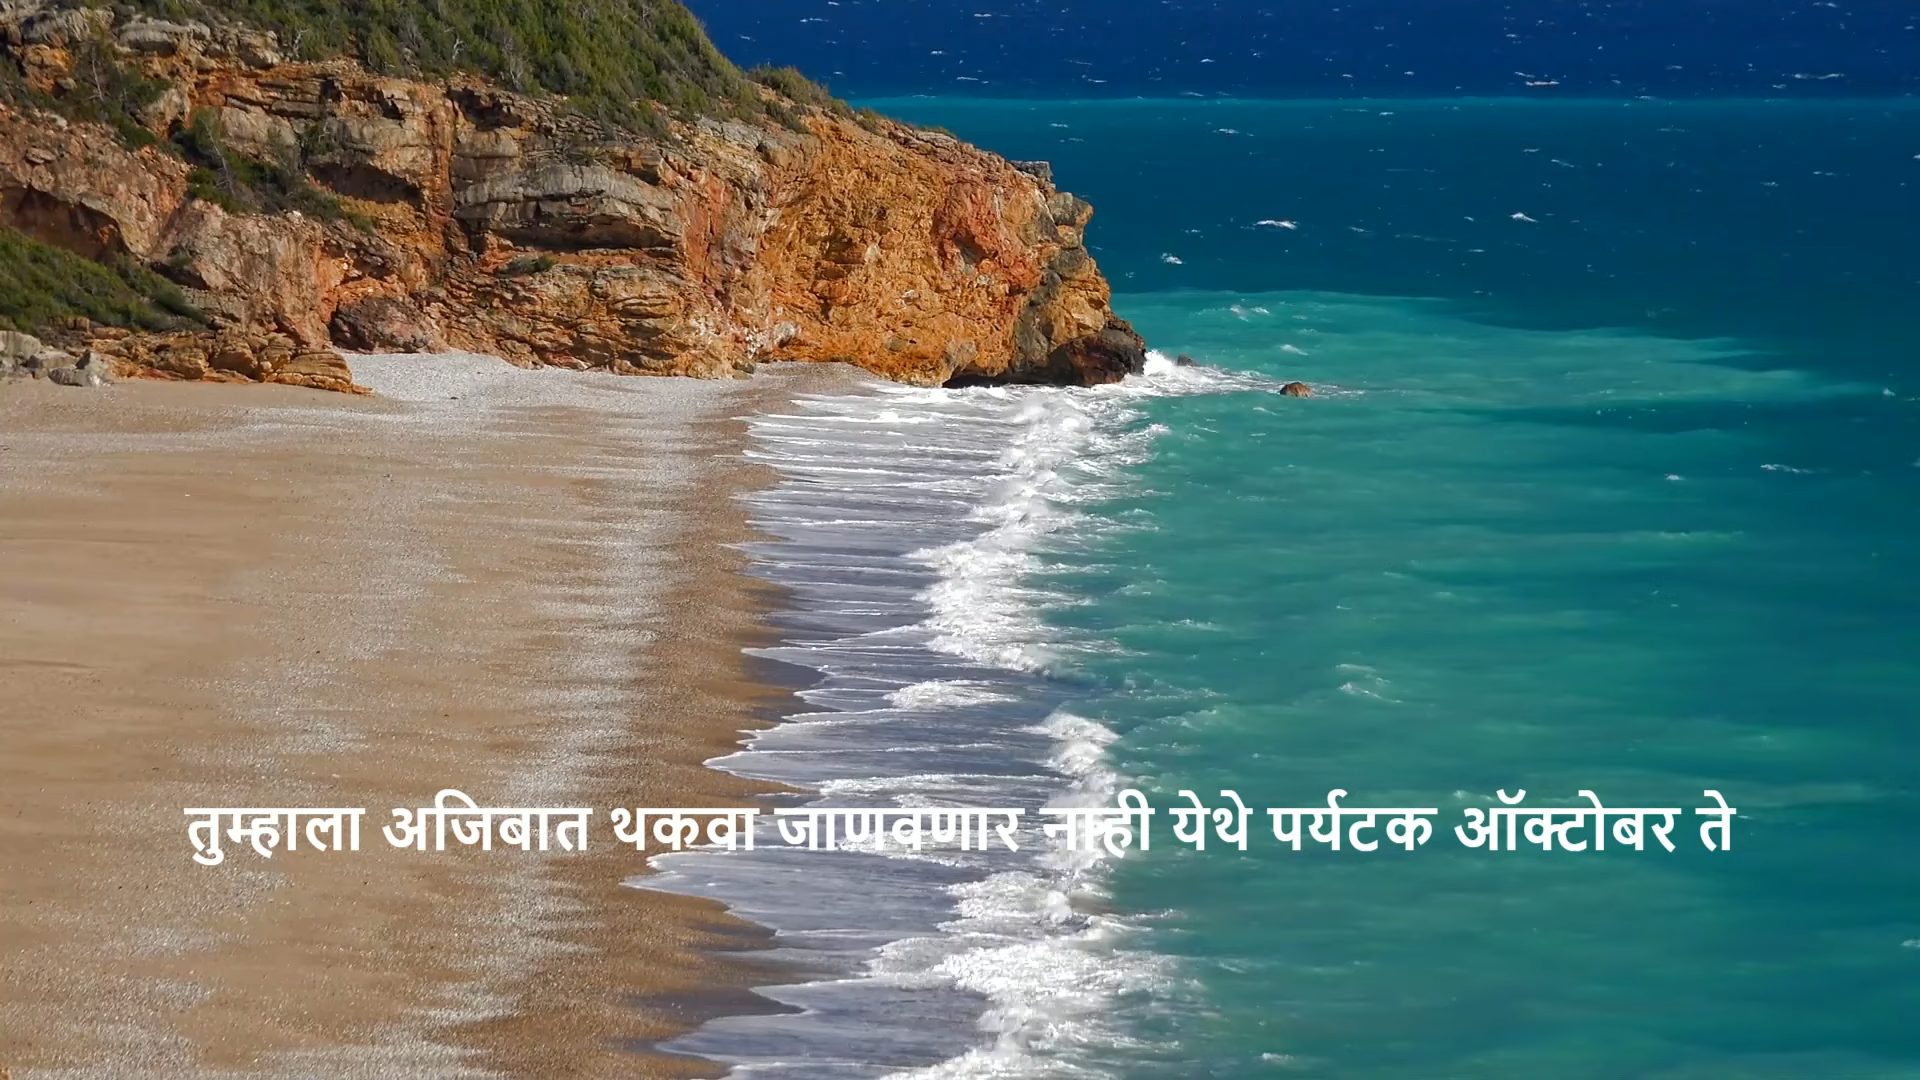 तुम्हाला अजिबात थकवा जाणवणार नाही येथे पर्यटक ऑक्टोबर ते